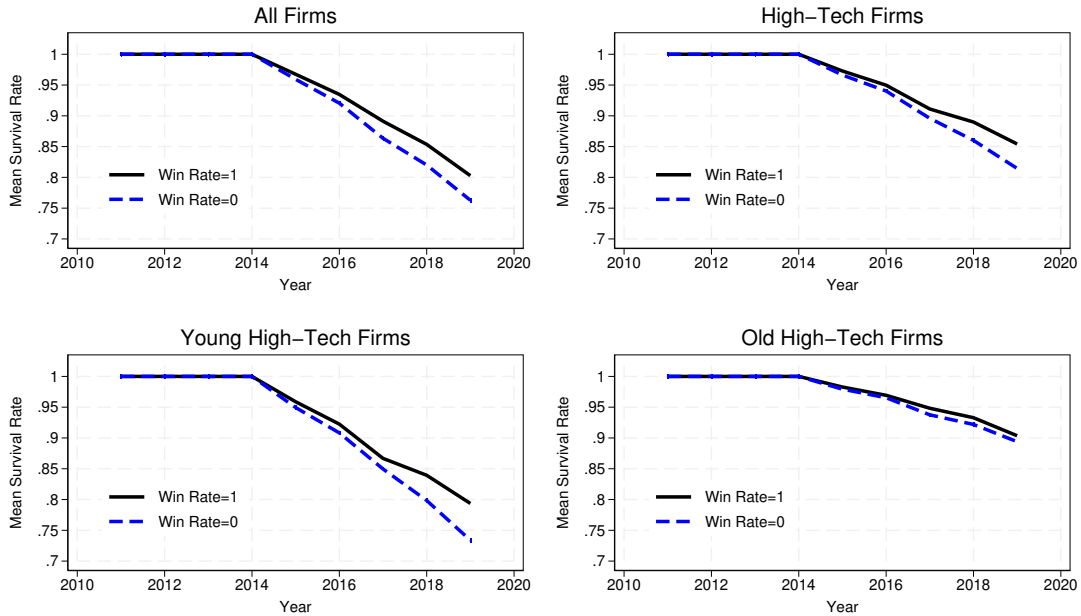 All Firms
Mean Survival Rate
1
.95
.9
.85
.8
.75
.7
Win Rate=1
Win Rate=0
2010 2012 2014 2016 2018 2020
Year
High−Tech Firms
Mean Survival Rate
1
.95
.9
.85
.8
.75
.7
Win Rate=1
Win Rate=0
2010 2012 2014 2016 2018 2020
Year
Young High−Tech Firms
Mean Survival Rate
1
.95
.9
.85
.8
.75
.7
Win Rate=1
Win Rate=0
2010 2012 2014 2016 2018 2020
Year
Old High−Tech Firms
Mean Survival Rate
1
.95
.9
.85
.8
.75
.7
Win Rate=1
Win Rate=0
2010 2012 2014 2016 2018 2020
Year